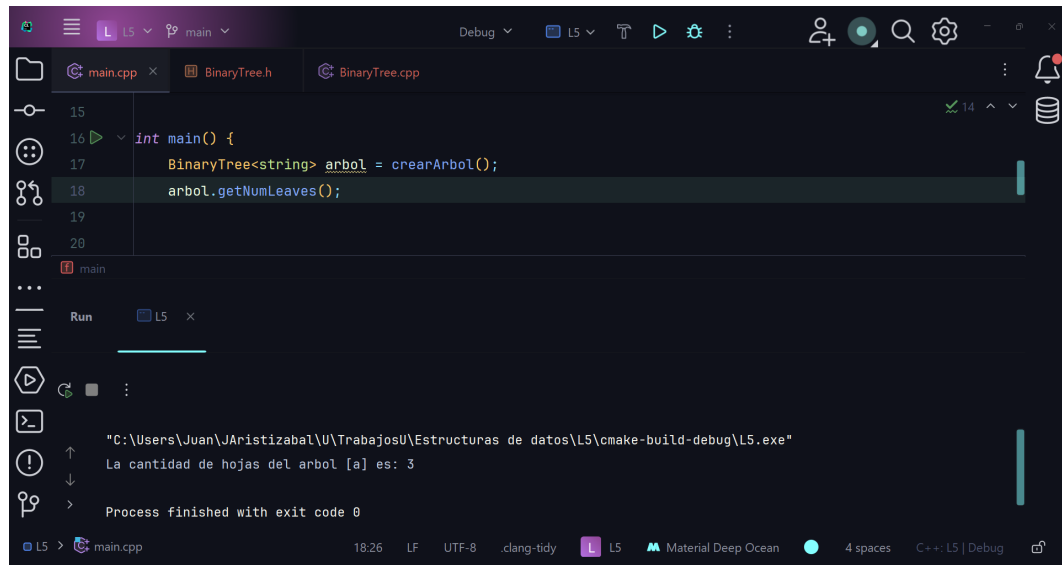 L L5 main Debug L5
main.cpp BinaryTree.h BinaryTree.cpp
15 14
16 int main() {
17 BinaryTree<string> arbol = crearArbol();
18 arbol.getNumLeaves();
19
20
f main
Run L5
"C:\Users\Juan\JAristizabal\U\TrabajosU\Estructuras de datos\L5\cmake-build-debug\L5.exe"
La cantidad de hojas del arbol [a] es: 3
Process finished with exit code 0
L5 > main.cpp 18:26 LF UTF-8 .clang-tidy L L5 Material Deep Ocean 4 spaces C++: L5 | Debug